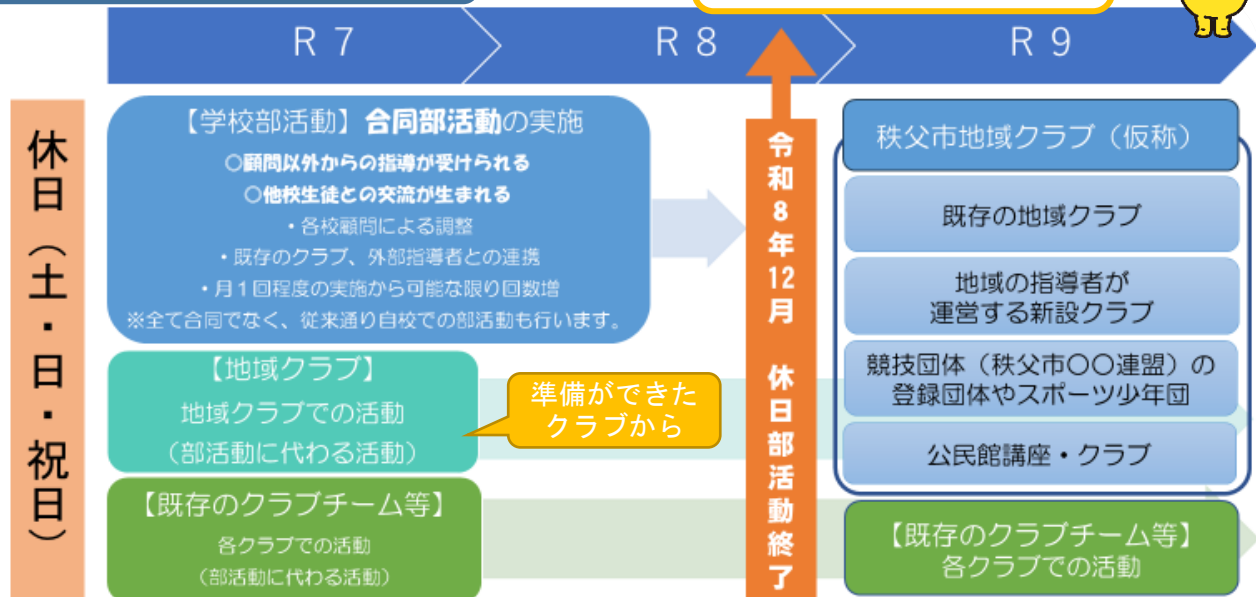 R7
R8
R9
休日（土・日・祝日）
【学校部活動】合同部活動の実施
○顧問以外からの指導が受けられる
○他校生徒との交流が生まれる
・各校顧問による調整
・既存のクラブ、外部指導者との連携
・月１回程度の実施から可能な限り回数増
※全て合同でなく、従来通り自校での部活動も行います。
【地域クラブ】
地域クラブでの活動
（部活動に代わる活動）
準備ができた
クラブから
【既存のクラブチーム等】
各クラブでの活動
（部活動に代わる活動）
令和8年12月　休日部活動終了
秩父市地域クラブ（仮称）
既存の地域クラブ
地域の指導者が
運営する新設クラブ
競技団体（秩父市〇〇連盟）の
登録団体やスポーツ少年団
公民館講座・クラブ
【既存のクラブチーム等】
各クラブでの活動